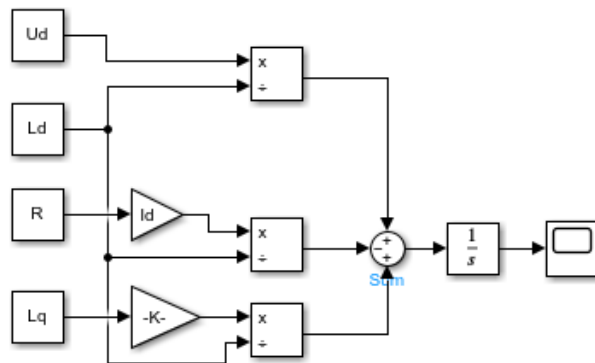 Ud
x
÷
Ld
R
Id
x
÷
-
+
+
Sum
1
s
Lq
-K-
x
÷